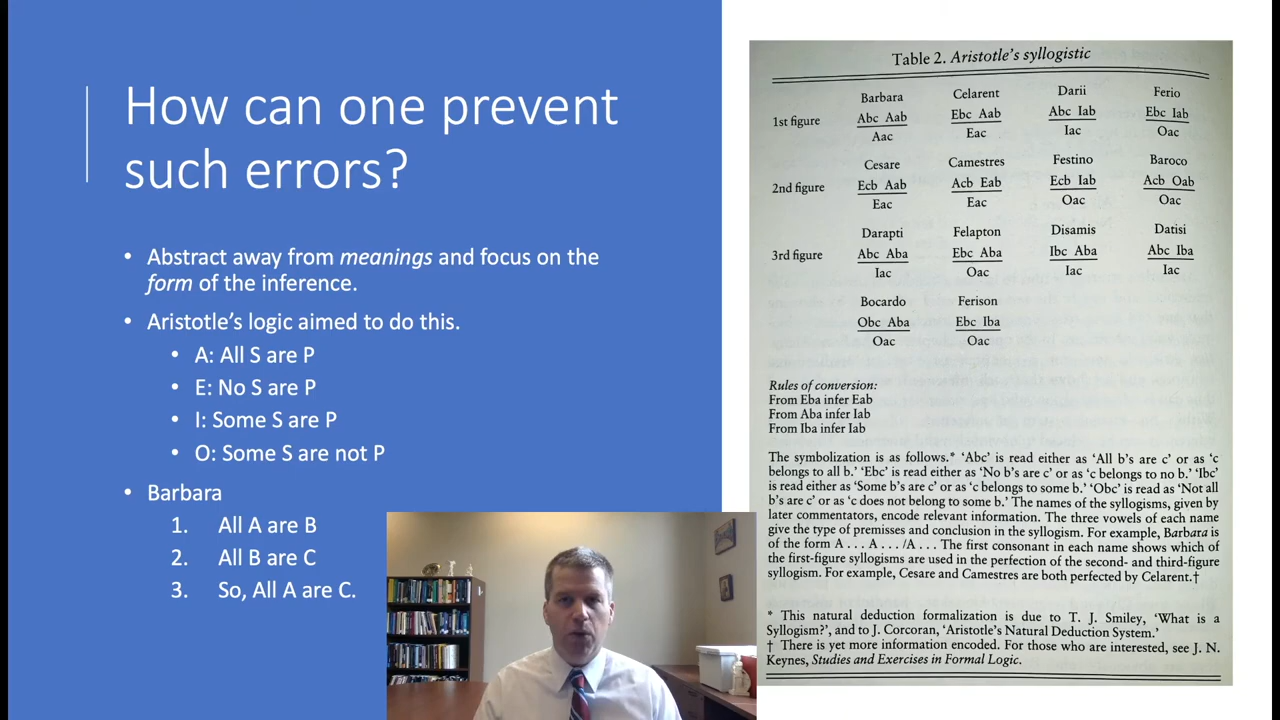 How can one prevent
such errors?
• Abstract away from meanings and focus on the
form of the inference.
• Aristotle's logic aimed to do this.
• A: All S are P
• E: No S are P
• I: Some S are P
• O: Some S are not P
• Barbara
1. All A are B
2. All B are C
3. So, All A are C.
Table 2. Aristotle's syllogistic
Barbara Celarent Darii Ferio
1st figure Abc Aab Ebc Aab Abc Iab Ebc Iab
Aac Eac Iac Oac
Cesare Camestres Festino Baroco
2nd figure Ecb Aab Acb Eab Ecb Iab Acb Oab
Eac Eac Oac Oac
Darapti Felapton Disamis Datisi
3rd figure Abc Aba Ebc Aba Ibc Aba Abc Iba
Iac Oac Iac Iac
Bocardo Ferison
Obc Aba Ebc Iba
Oac Oac
Rules of conversion:
From Eba infer Eab
From Aba infer Iab
From Iba infer Iab
The symbolization is as follows.* 'Abc' is read either as 'All b's are c' or as 'c
belongs to all b.' 'Ebc' is read either as 'No b's are c' or as 'c belongs to no b.' 'Ibc'
is read either as 'Some b's are c' or as 'c belongs to some b.' 'Obc' is read as 'Not all
b's are c' or as 'c does not belong to some b.' The names of the syllogisms, given by
later commentators, encode relevant information. The three vowels of each name
give the type of premisses and conclusion in the syllogism. For example, Barbara is
of the form A . . . A . . . /A . . . The first consonant in each name shows which of
the first-figure syllogisms are used in the perfection of the second- and third-figure
syllogism. For example, Cesare and Camestres are both perfected by Celarent.†
* This natural deduction formalization is due to T. J. Smiley, 'What is a
Syllogism?', and to J. Corcoran, 'Aristotle's Natural Deduction System.'
† There is yet more information encoded. For those who are interested, see J. N.
Keynes, Studies and Exercises in Formal Logic.